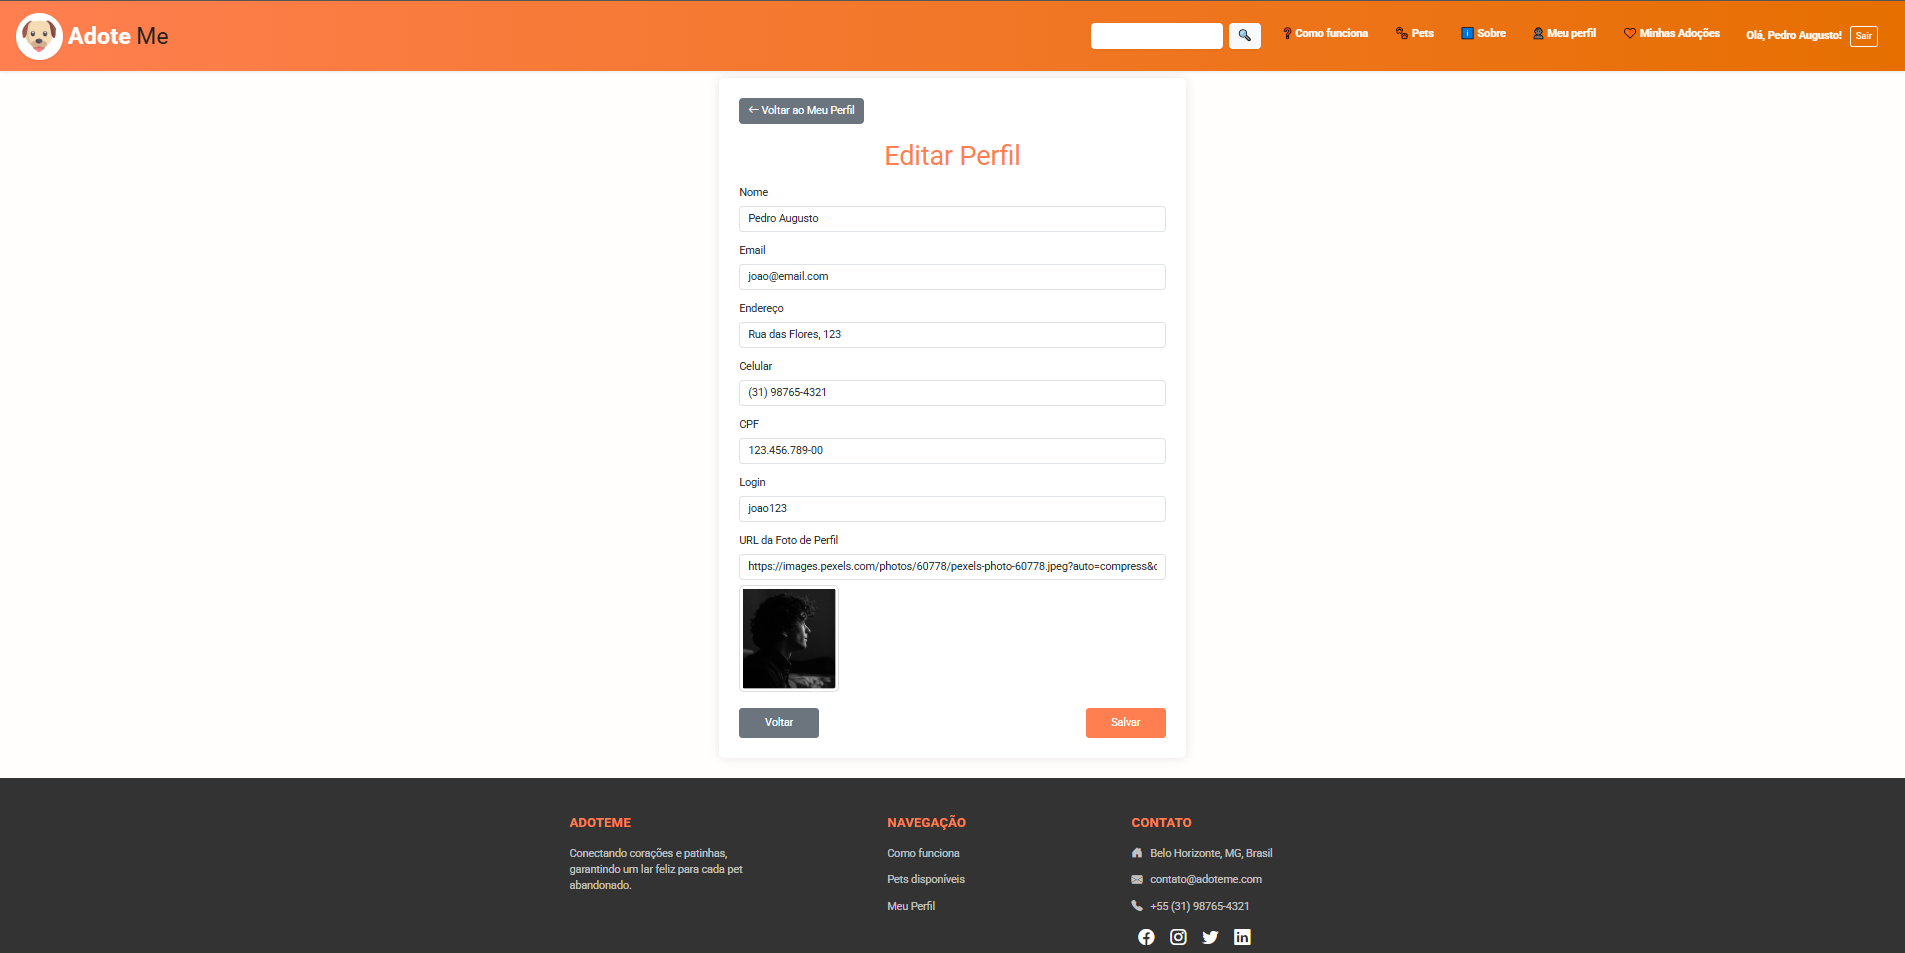 Adote Me
Como funciona
Pets
Sobre
Meu perfil
Minhas Adoções
Olá, Pedro Augusto!
Sair
← Voltar ao Meu Perfil
Editar Perfil
Nome
Pedro Augusto
Email
joao@email.com
Endereço
Rua das Flores, 123
Celular
(31) 98765-4321
CPF
123.456.789-00
Login
joao123
URL da Foto de Perfil
https://images.pexels.com/photos/60778/pexels-photo-60778.jpeg?auto=compress&c
Voltar
Salvar
ADOTEME
Conectando corações e patinhas,
garantindo um lar feliz para cada pet
abandonado.
NAVEGAÇÃO
Como funciona
Pets disponíveis
Meu Perfil
CONTATO
Belo Horizonte, MG, Brasil
contato@adoteme.com
+55 (31) 98765-4321